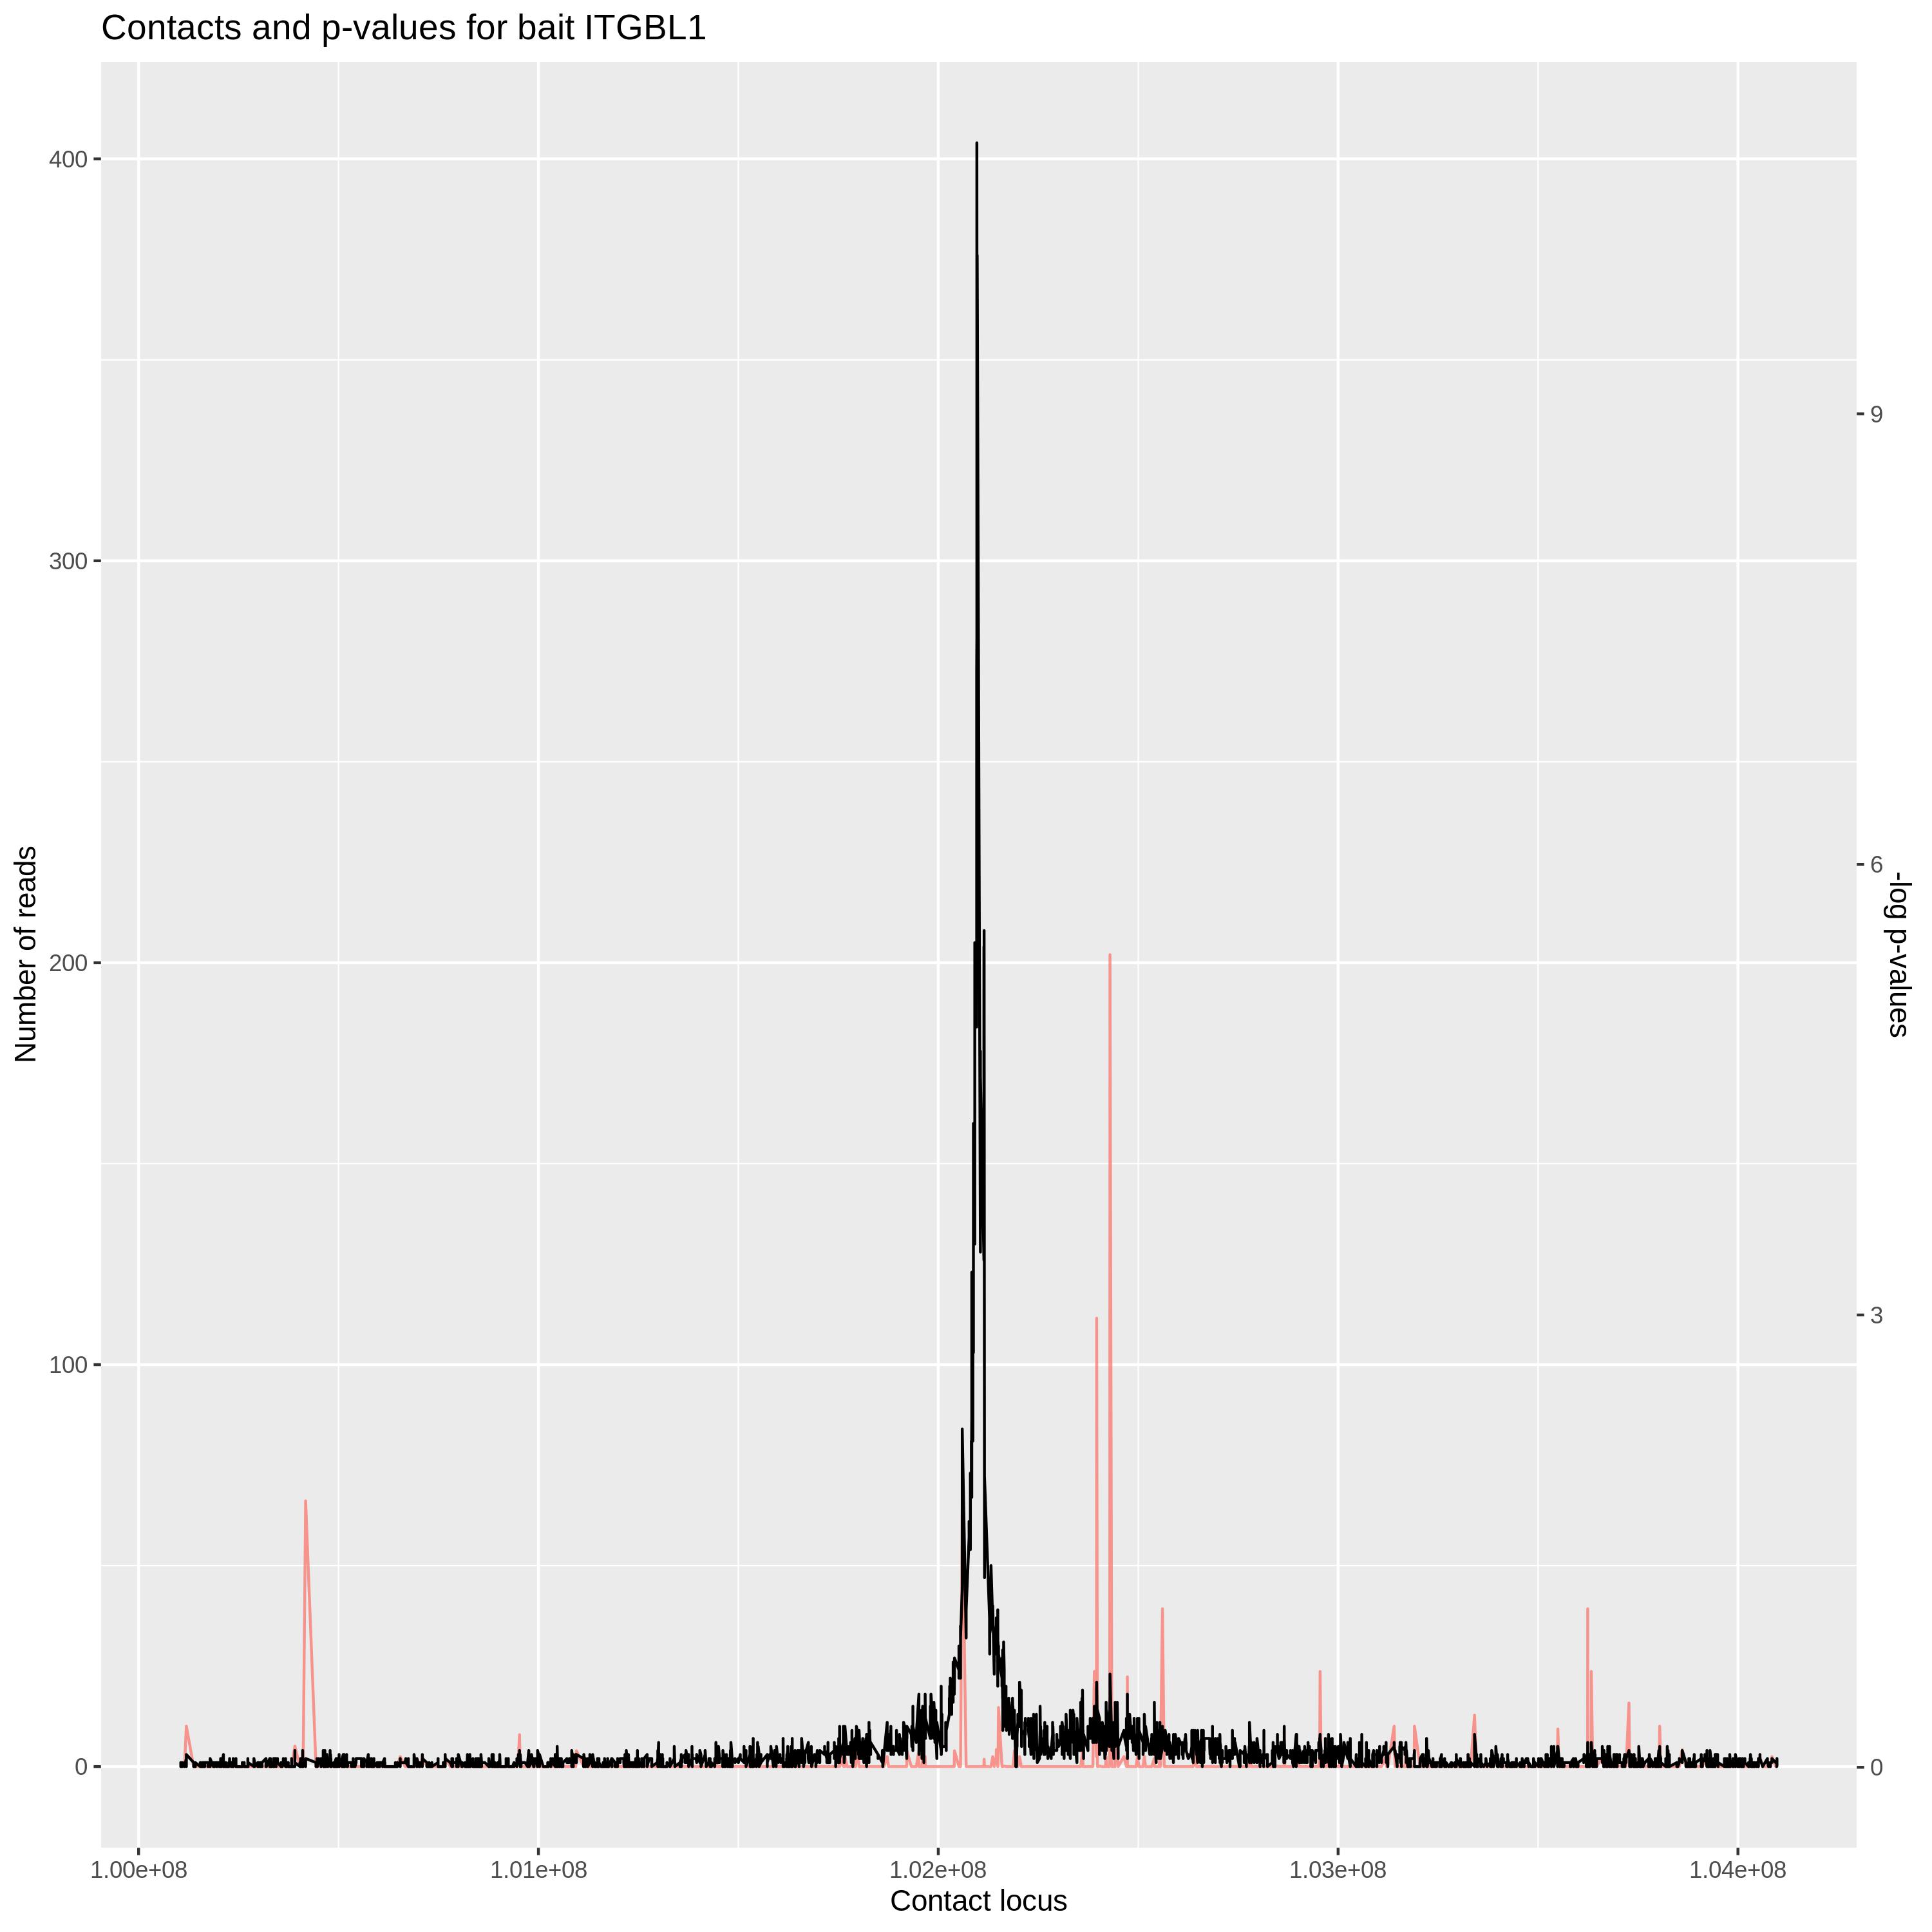 Contacts and p-values for bait ITGBL1
400
300
200
100
0
Number of reads
9
6
3
0
-log p-values
1.00e+08
1.01e+08
1.02e+08
1.03e+08
1.04e+08
Contact locus